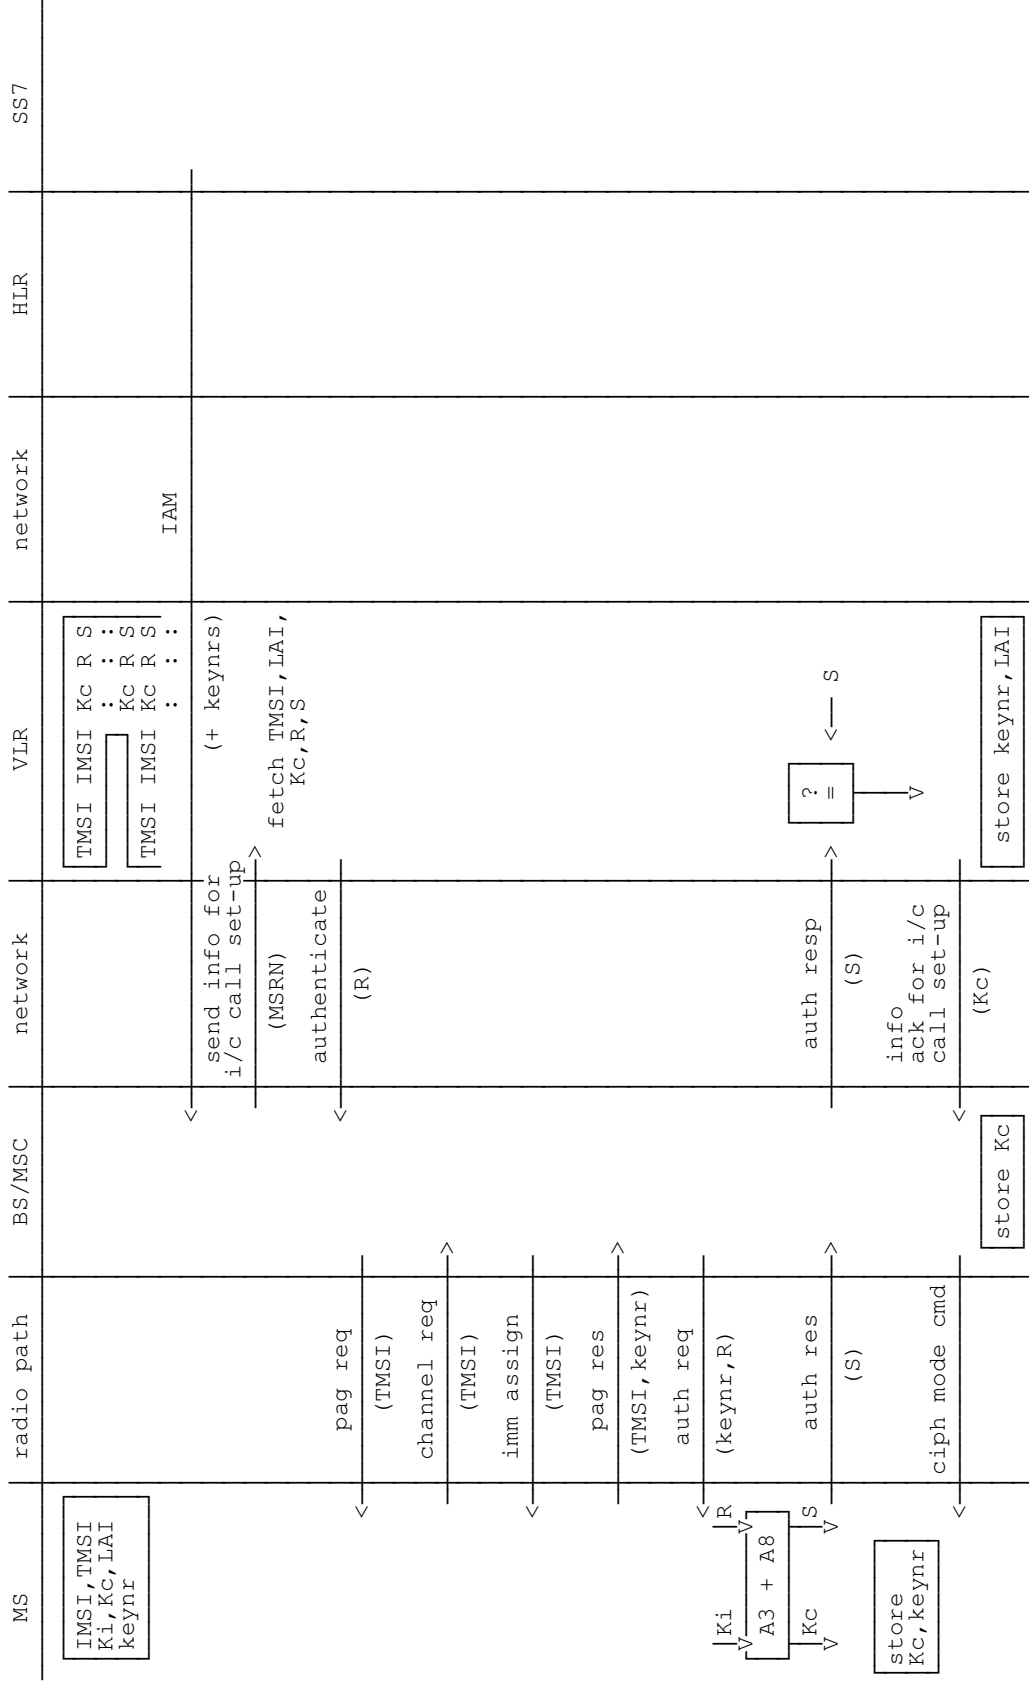 MS radio path BS/MSC network VLR network HLR SS7
IMSI,TMSI
Ki,Kc,LAI
keynr
TMSI IMSI Kc R S
: : :
Kc R S
TMSI IMSI Kc R S
: : :
IAM
(+ keynrs)
send info for
i/c call set-up
(MSRN)
fetch TMSI,LAI,
Kc,R,S
authenticate
(R)
pag req
(TMSI)
channel req
(TMSI)
imm assign
(TMSI)
pag res
(TMSI,keynr)
auth req
(keynr,R)
Ki R
A3 + A8
Kc S
auth res
(S)
auth resp
(S)
?
=
S
store
Kc,keynr
info
ack for i/c
call set-up
(Kc)
ciph mode cmd
store Kc
store keynr,LAI